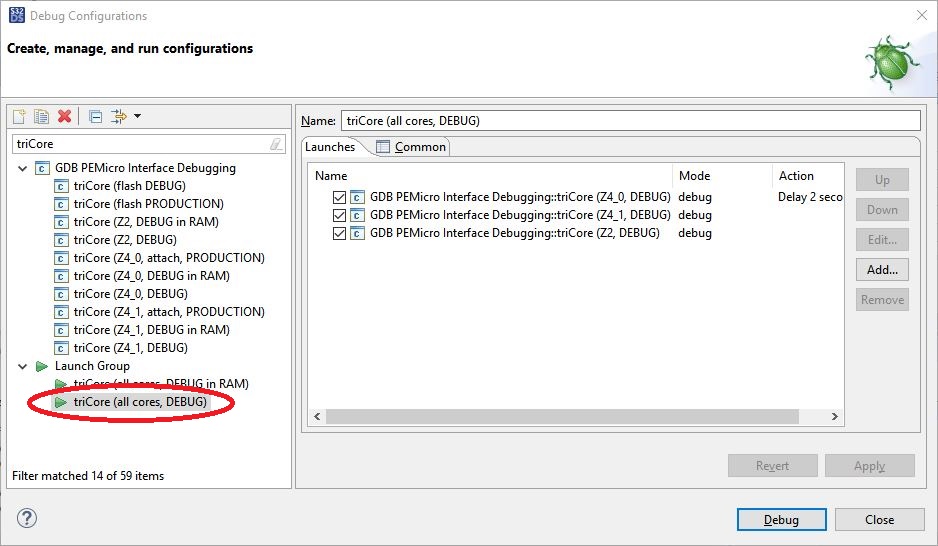 S32
DS
Debug Configurations
Create, manage, and run configurations
triCore
GDB PEMicro Interface Debugging
triCore (flash DEBUG)
triCore (flash PRODUCTION)
triCore (Z2, DEBUG in RAM)
triCore (Z2, DEBUG)
triCore (Z4_0, attach, PRODUCTION)
triCore (Z4_0, DEBUG in RAM)
triCore (Z4_0, DEBUG)
triCore (Z4_1, attach, PRODUCTION)
triCore (Z4_1, DEBUG in RAM)
triCore (Z4_1, DEBUG)
Launch Group
triCore (all cores, DEBUG in RAM)
triCore (all cores, DEBUG)
Filter matched 14 of 59 items
Name: triCore (all cores, DEBUG)
Launches Common
Name Mode Action
GDB PEMicro Interface Debugging::triCore (Z4_0, DEBUG) debug Delay 2 seco
GDB PEMicro Interface Debugging::triCore (Z4_1, DEBUG) debug
GDB PEMicro Interface Debugging::triCore (Z2, DEBUG) debug
Up
Down
Edit...
Add...
Remove
Revert Apply
Debug Close